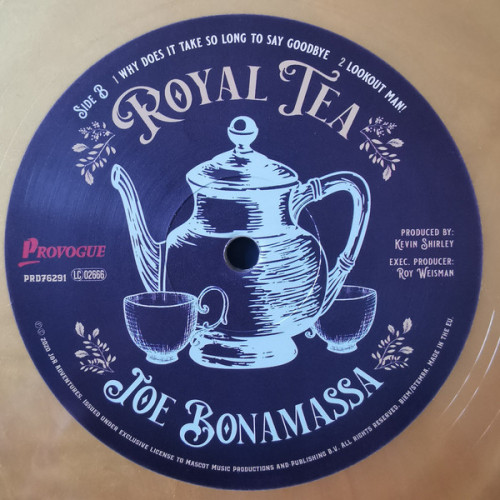 Side B 1 Why Does It Take So Long To Say Goodbye 2 Lookout Man!
Royal Tea
Provogue
PRD76291 LC 02666
Produced by:
Kevin Shirley
Exec. Producer:
Roy Weisman
Joe Bonamassa
℗© 2020 J&R Adventures. Issued under exclusive license to Mascot Music Productions and Publishing B.V. All rights reserved. BIEM/STEMRA. Made in the EU.